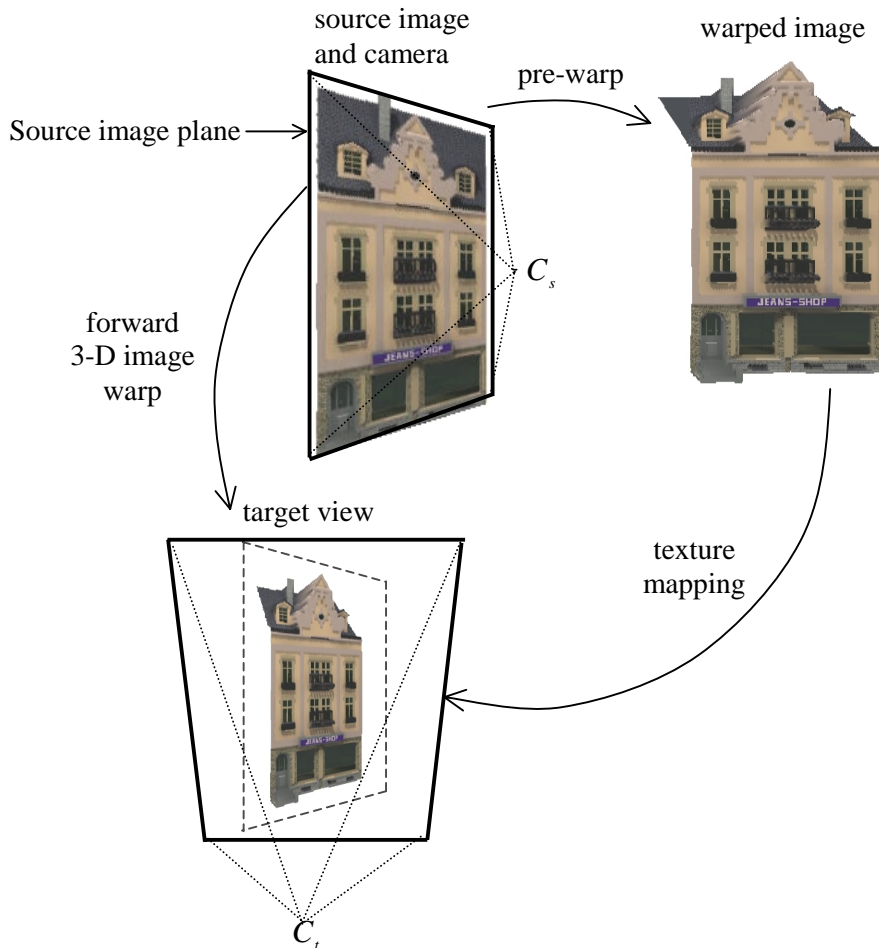 source image
and camera
warped image
pre-warp
Source image plane
C_s
JEANS-SHOP
JEANS-SHOP
forward
3-D image
warp
target view
texture
mapping
JEANS-SHOP
C_t